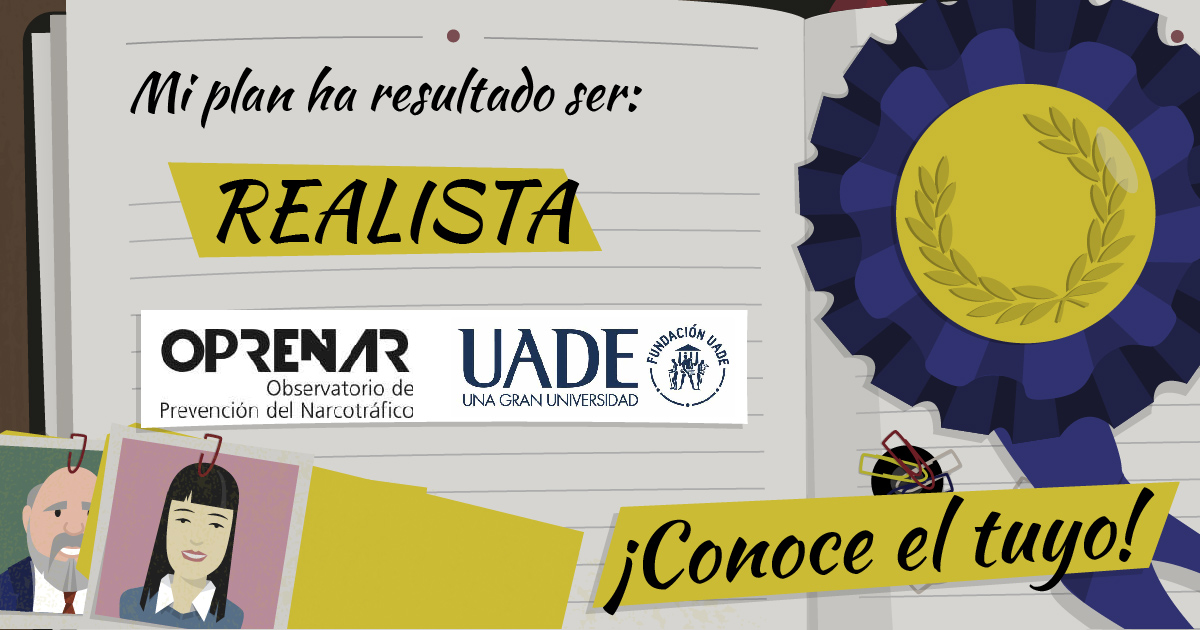 Mi plan ha resultado ser:
REALISTA
OPRENAR
Observatorio de
Prevención del Narcotráfico
UADE
UNA GRAN UNIVERSIDAD
FUNDACIÓN UADE
¡Conoce el tuyo!